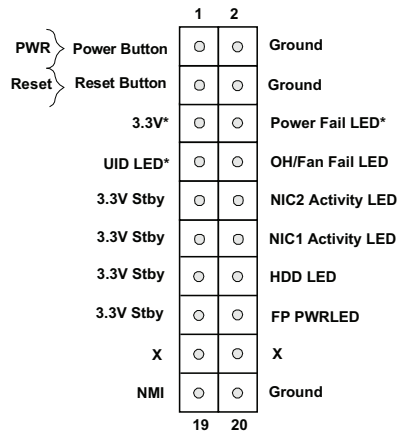 1 2
PWR Power Button Ground
Reset Reset Button Ground
3.3V* Power Fail LED*
UID LED* OH/Fan Fail LED
3.3V Stby NIC2 Activity LED
3.3V Stby NIC1 Activity LED
3.3V Stby HDD LED
3.3V Stby FP PWRLED
X X
NMI Ground
19 20